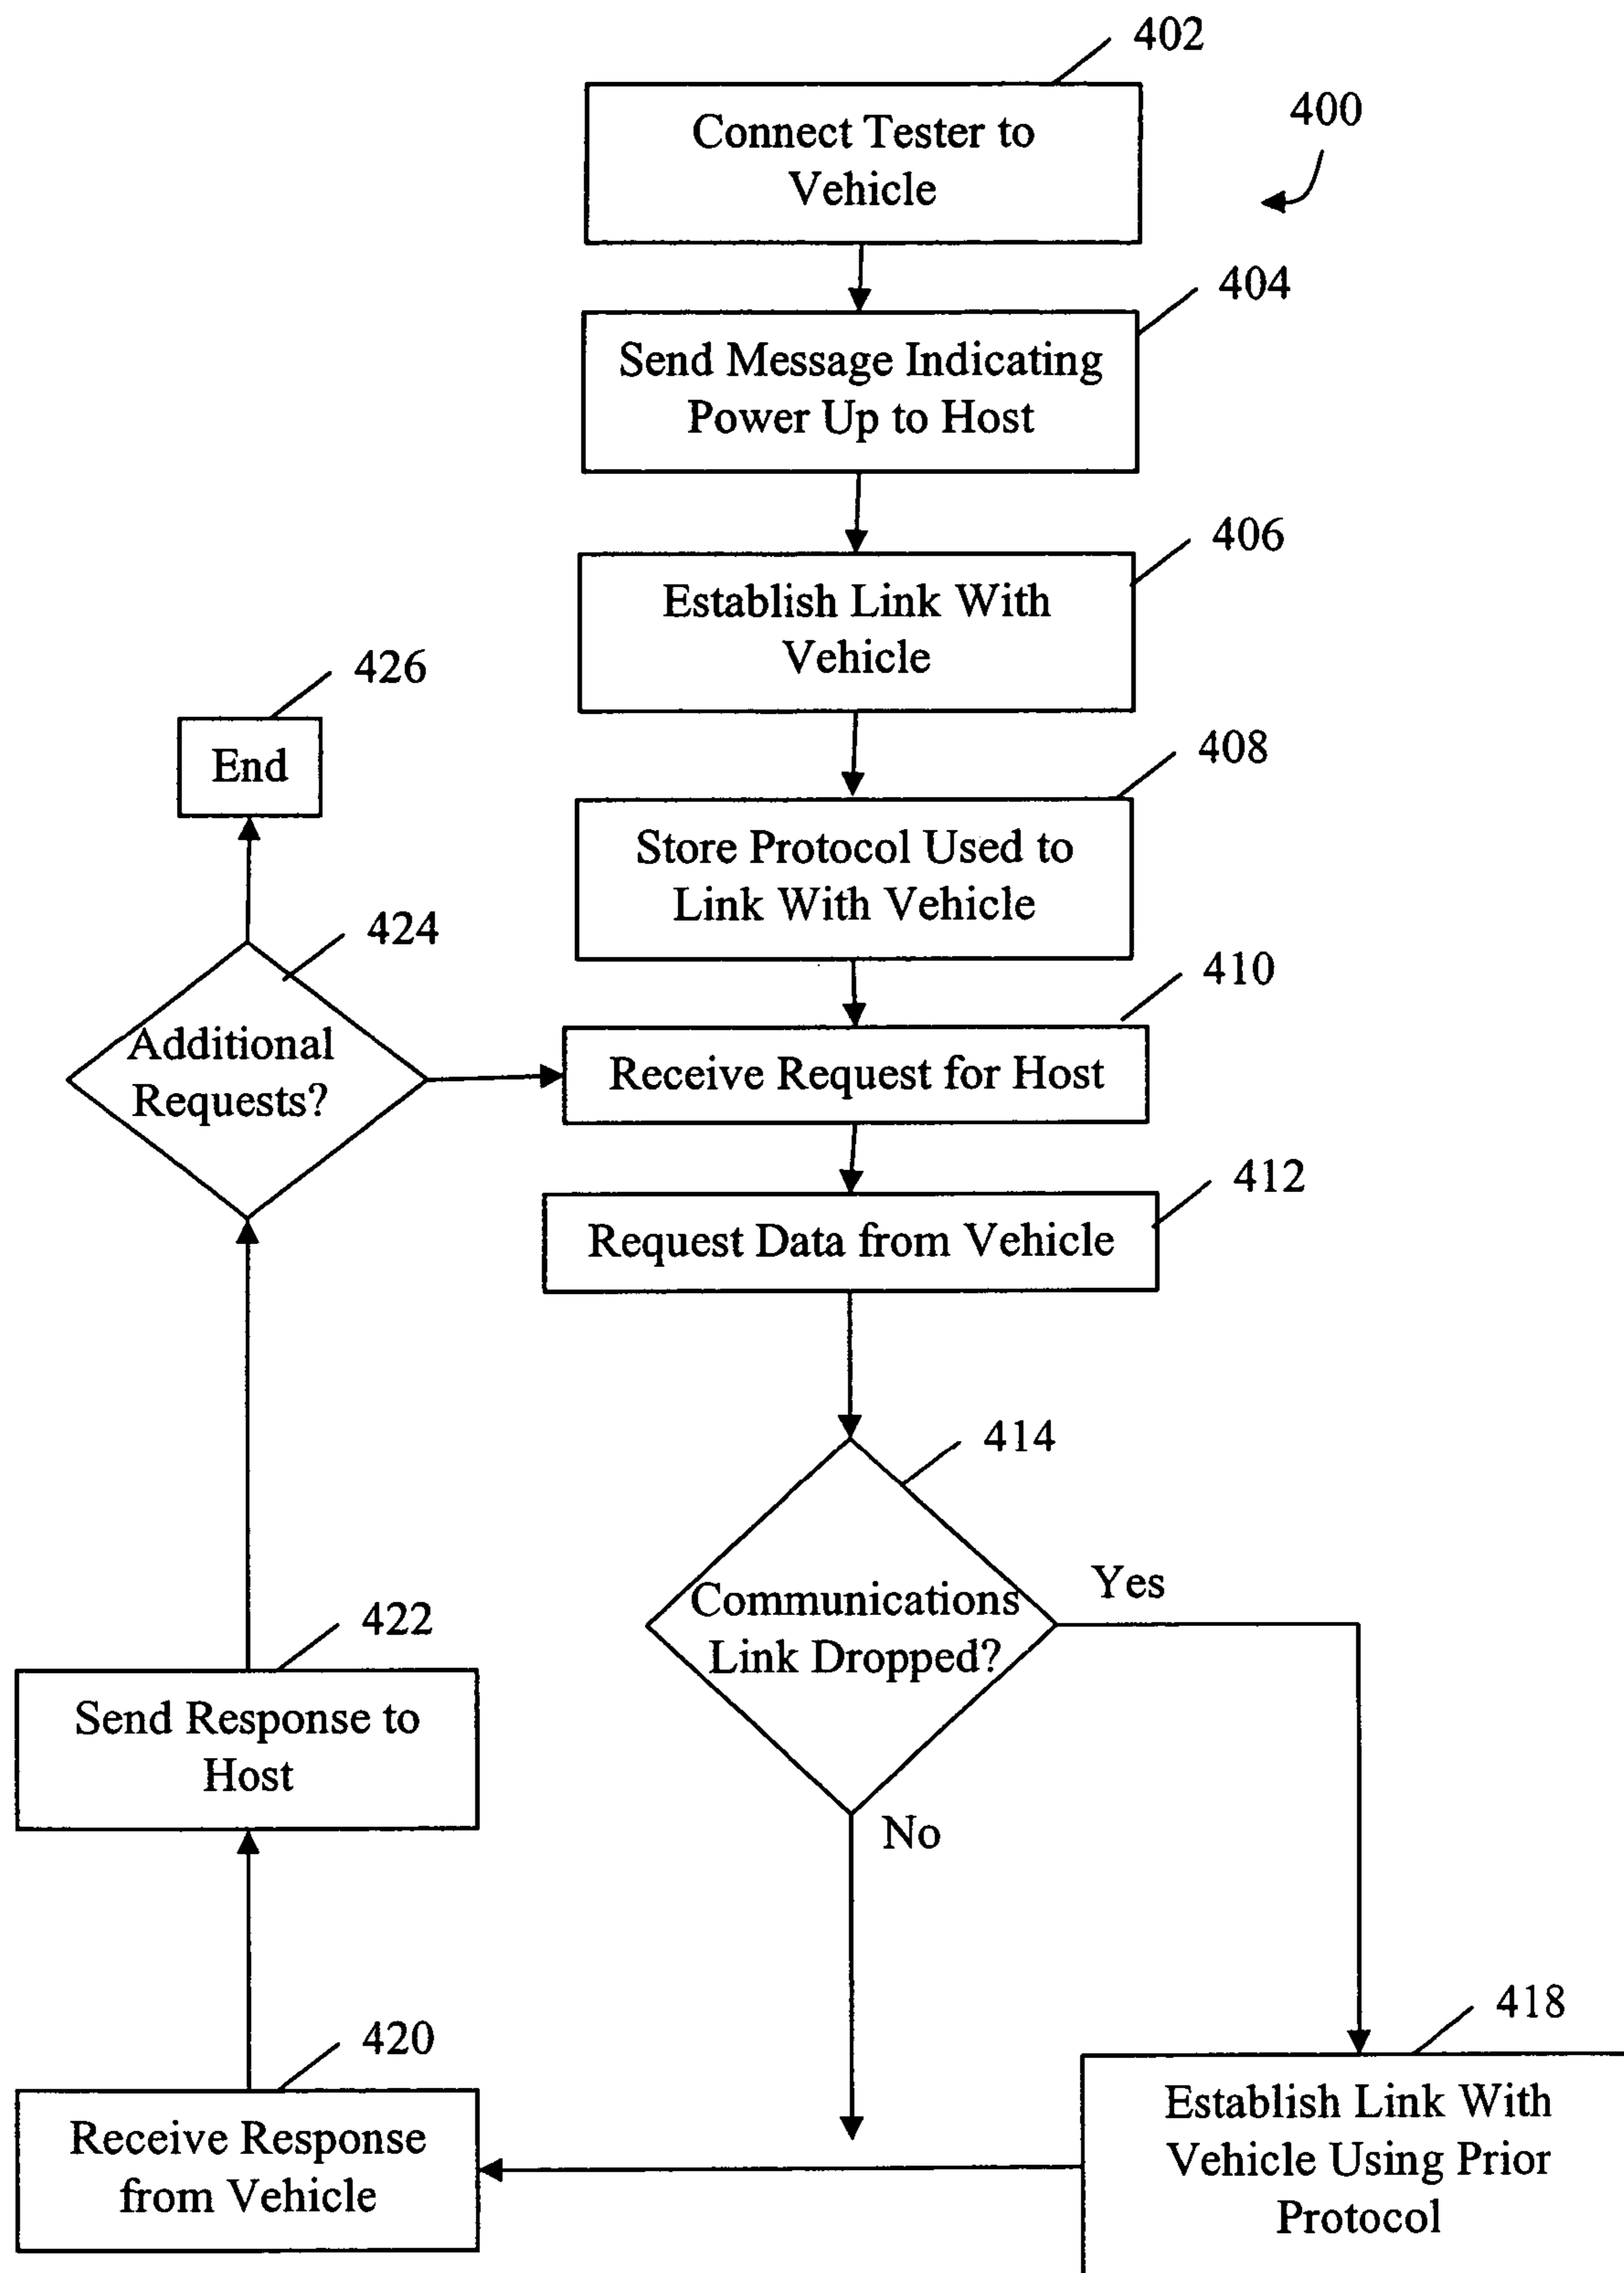 402
400
Connect Tester to
Vehicle
404
Send Message Indicating
Power Up to Host
406
Establish Link With
Vehicle
426
End
408
Store Protocol Used to
Link With Vehicle
424
Additional
Requests?
410
Receive Request for Host
412
Request Data from Vehicle
414
Communications
Link Dropped?
Yes
No
422
Send Response to
Host
418
Establish Link With
Vehicle Using Prior
Protocol
420
Receive Response
from Vehicle